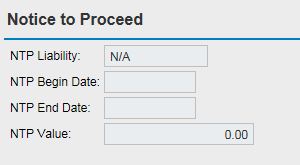 Notice to Proceed
NTP Liability: N/A
NTP Begin Date:
NTP End Date:
NTP Value: 0.00